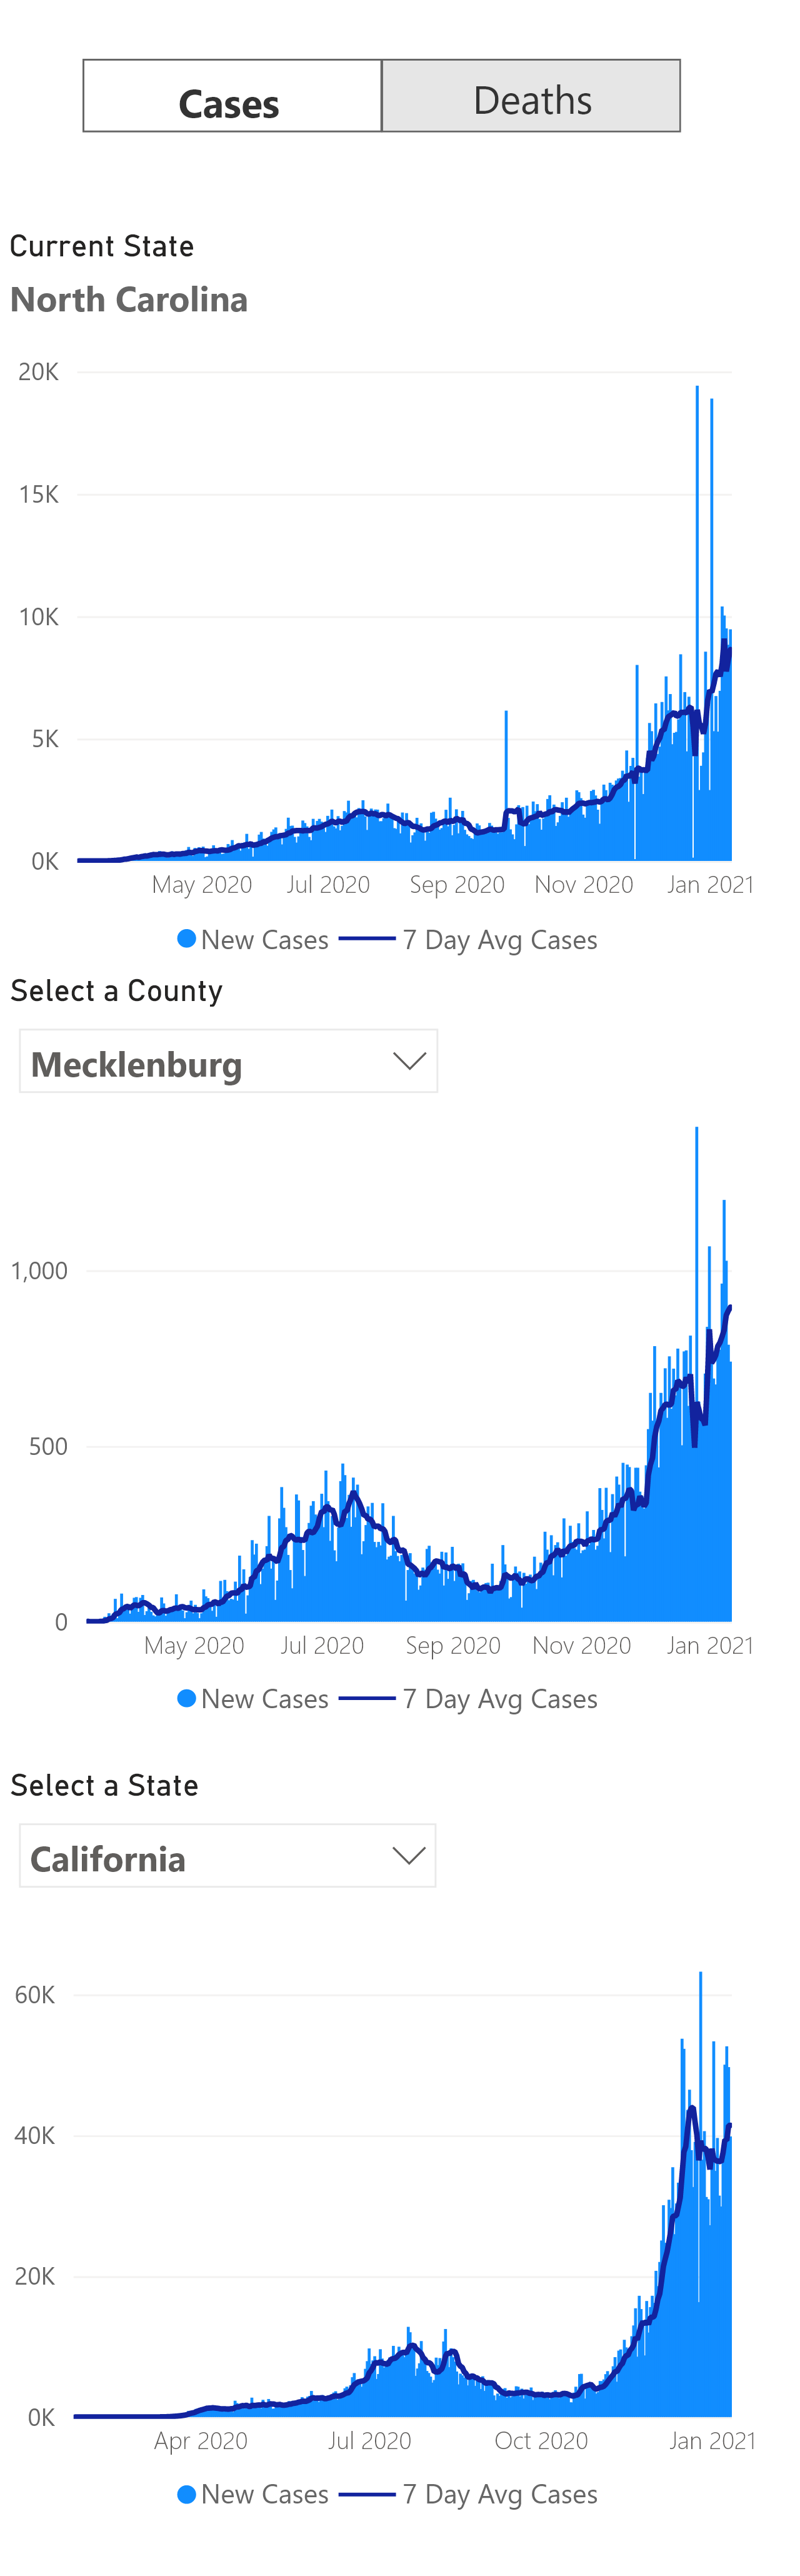 Cases Deaths
Current State
North Carolina
20K
15K
10K
5K
0K
May 2020 Jul 2020 Sep 2020 Nov 2020 Jan 2021
New Cases 7 Day Avg Cases
Select a County
Mecklenburg
1,000
500
0
May 2020 Jul 2020 Sep 2020 Nov 2020 Jan 2021
New Cases 7 Day Avg Cases
Select a State
California
60K
40K
20K
0K
Apr 2020 Jul 2020 Oct 2020 Jan 2021
New Cases 7 Day Avg Cases